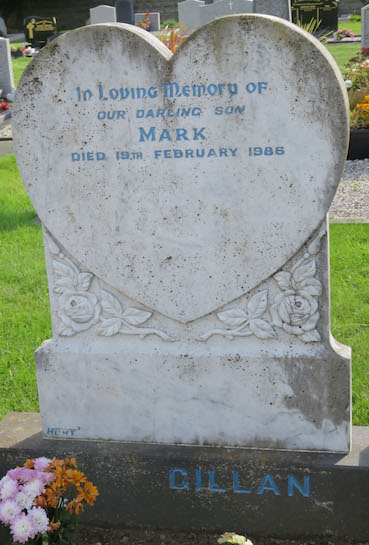 In Loving Memory of
OUR DARLING SON
MARK
DIED 19TH FEBRUARY 1986
GILLAN